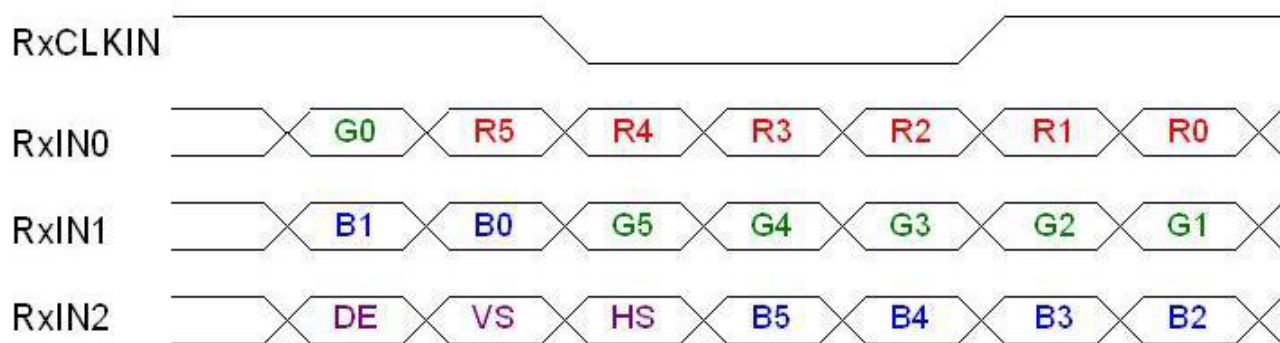 RxCLKIN
RxIN0 G0 R5 R4 R3 R2 R1 R0
RxIN1 B1 B0 G5 G4 G3 G2 G1
RxIN2 DE VS HS B5 B4 B3 B2